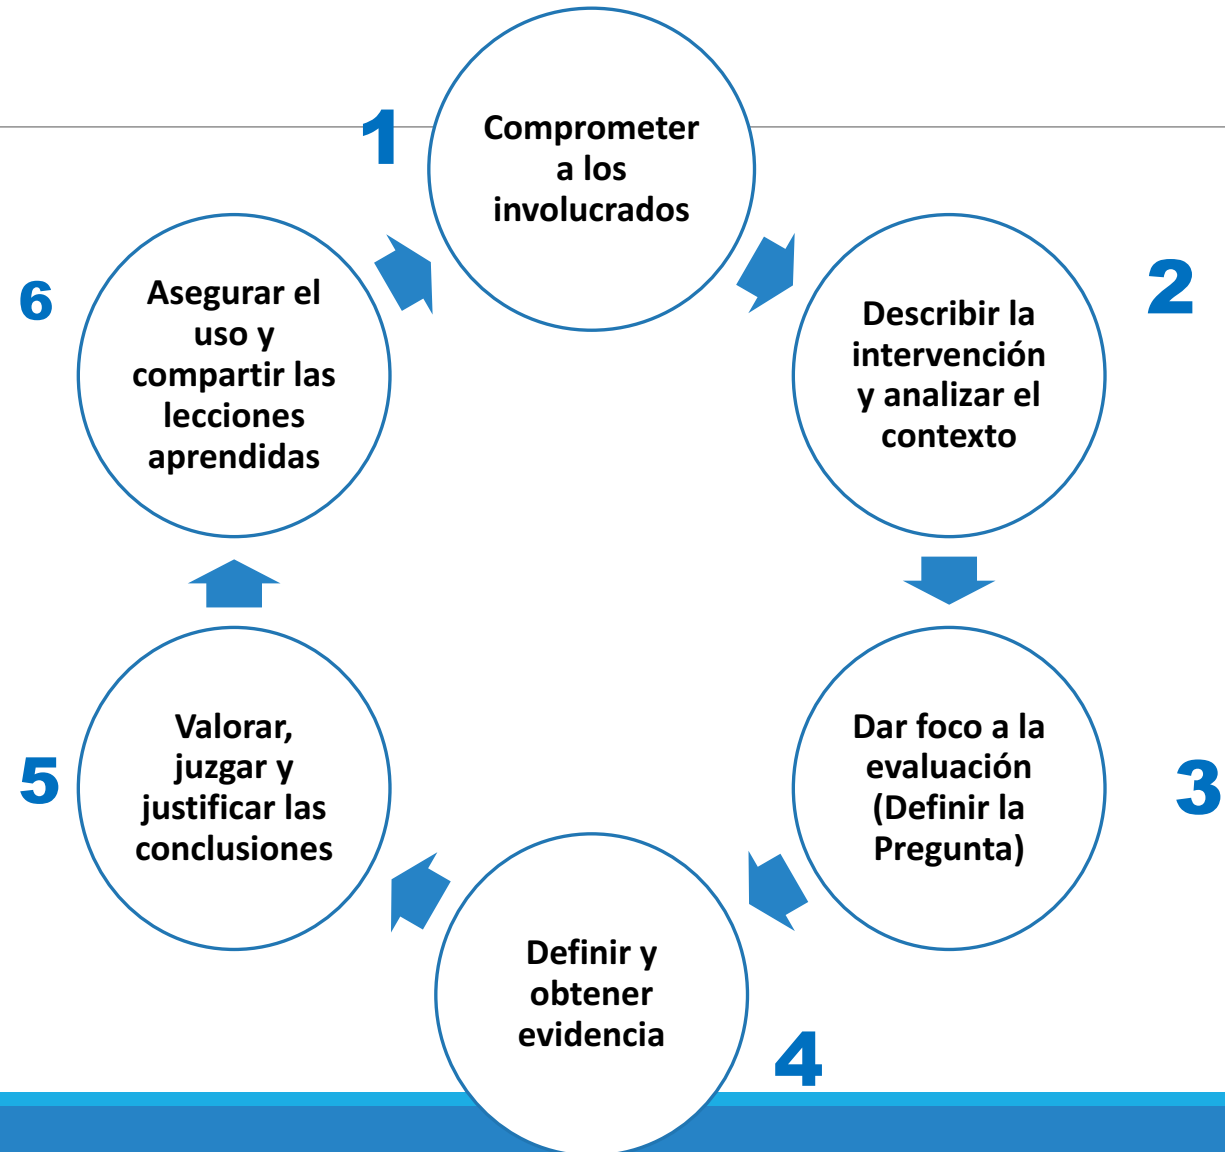 1
Comprometer
a los
involucrados
2
Describir la
intervención
y analizar el
contexto
3
Dar foco a la
evaluación
(Definir la
Pregunta)
4
Definir y
obtener
evidencia
5
Valorar,
juzgar y
justificar las
conclusiones
6
Asegurar el
uso y
compartir las
lecciones
aprendidas